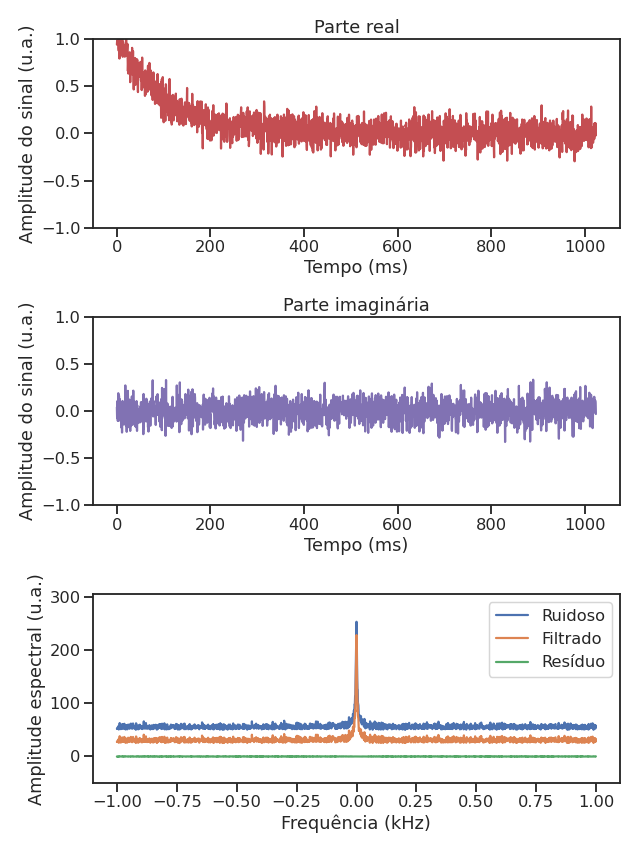 Parte real
Amplitude do sinal (u.a.)
1.0
0.5
0.0
−0.5
−1.0
0 200 400 600 800 1000
Tempo (ms)
Parte imaginária
Amplitude do sinal (u.a.)
1.0
0.5
0.0
−0.5
−1.0
0 200 400 600 800 1000
Tempo (ms)
Amplitude espectral (u.a.)
300
200
100
0
Ruidoso
Filtrado
Resíduo
−1.00 −0.75 −0.50 −0.25 0.00 0.25 0.50 0.75 1.00
Frequência (kHz)